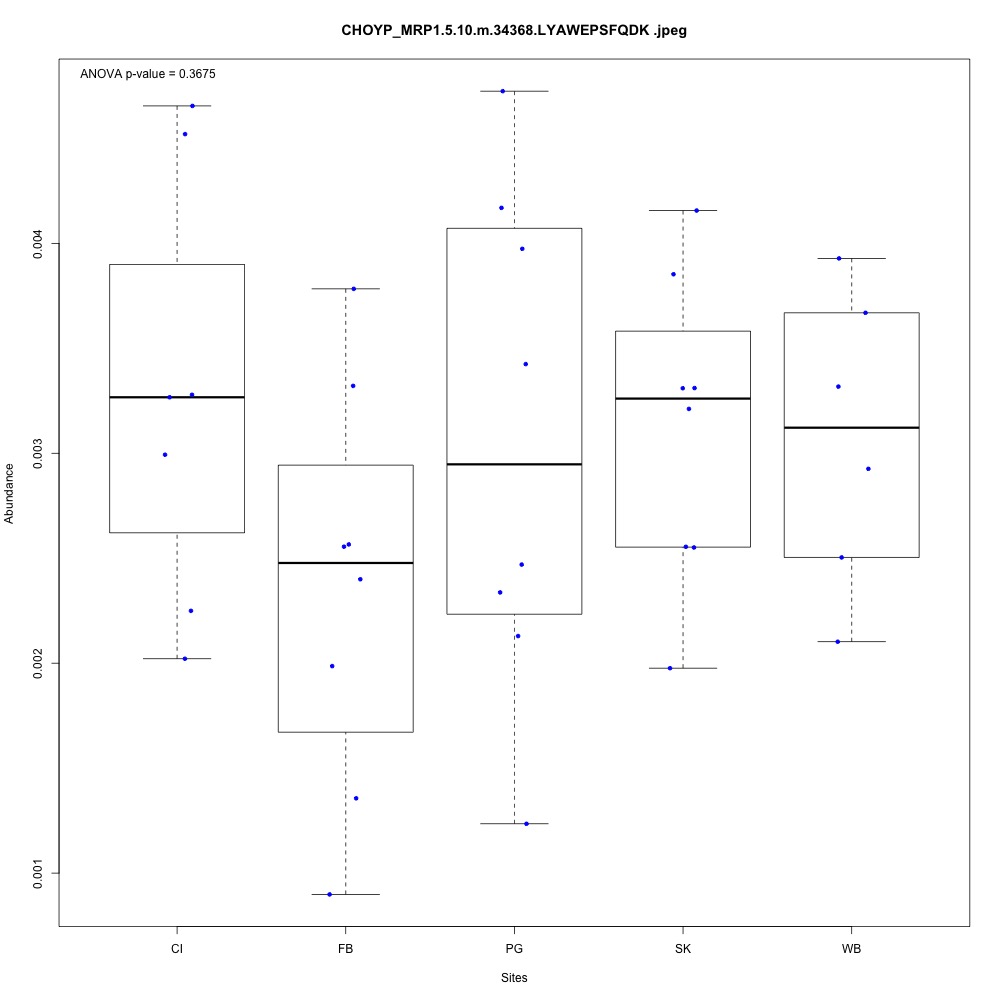 CHOYP_MRP1.5.10.m.34368.LYAWEPSFQDK .jpeg
ANOVA p-value = 0.3675
Abundance
0.004
0.003
0.002
0.001
CI
FB
PG
SK
WB
Sites